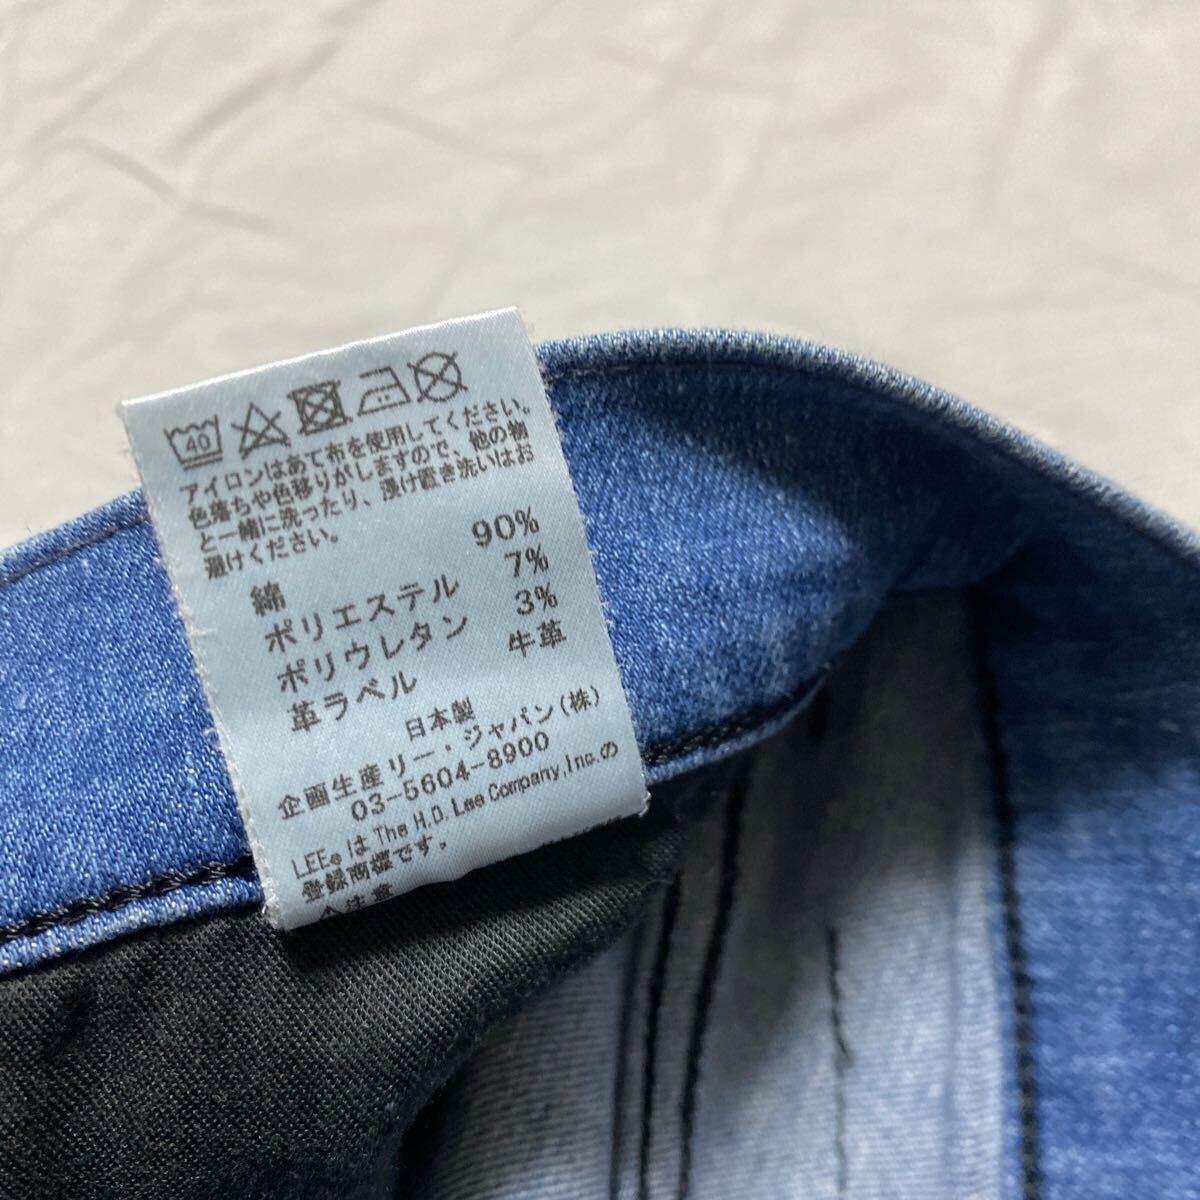 40
アイロンはあて布を使用してください。
色落ちや色移りがしますので、他の物
と一緒に洗ったり、浸け置き洗いはお
避けください。
綿 90%
ポリエステル 7%
ポリウレタン 3%
革ラベル 牛革
日本製
企画生産リー・ジャパン(株)
03-5604-8900
LEE® は The H.D. Lee Company,Inc.の
登録商標です。
注意